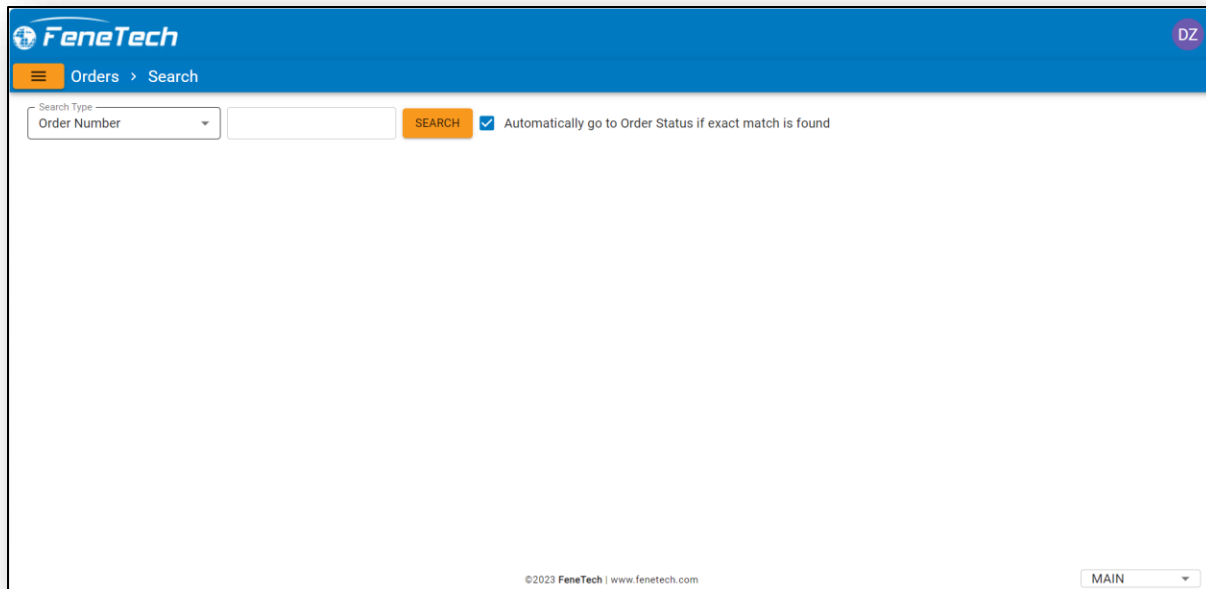 FeneTech
DZ
Orders > Search
Search Type
Order Number
SEARCH
Automatically go to Order Status if exact match is found
©2023 FeneTech | www.fenetech.com
MAIN